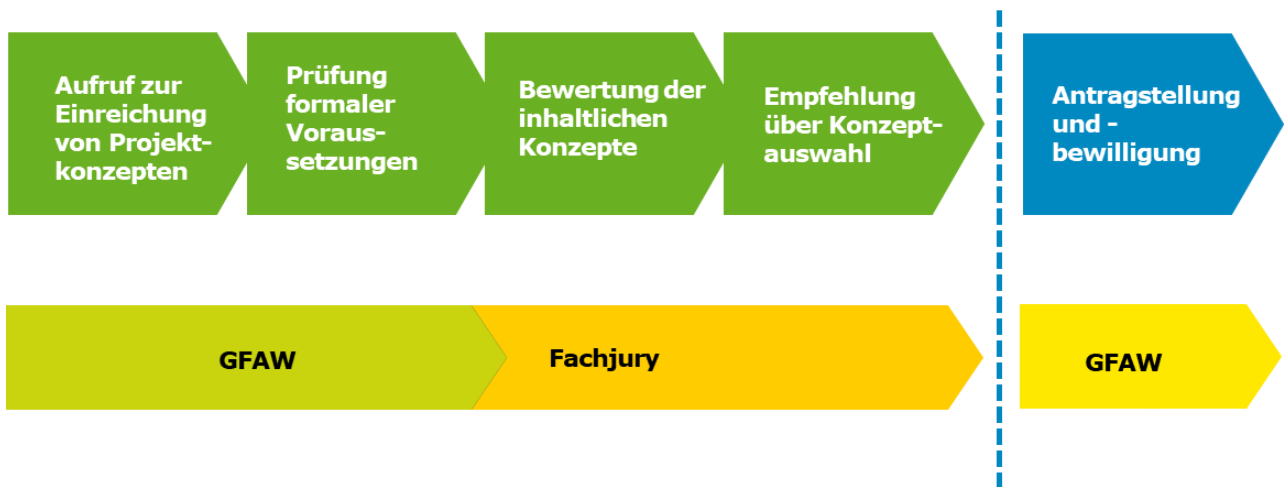 Aufruf zur
Einreichung
von Projekt-
konzepten
Prüfung
formaler
Voraus-
setzungen
Bewertung der
inhaltlichen
Konzepte
Empfehlung
über Konzept-
auswahl
Antragstellung
und -
bewilligung
GFAW
Fachjury
GFAW